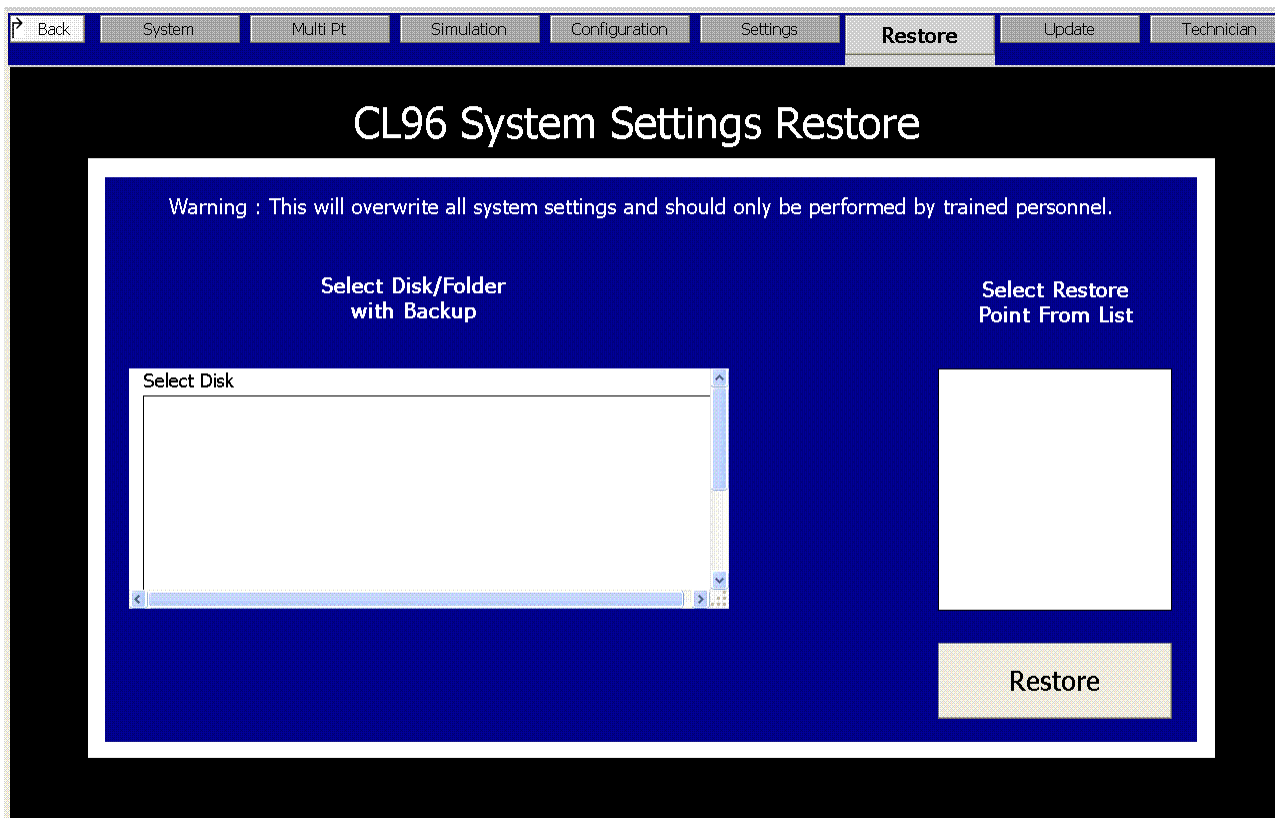 Back System Multi Pt Simulation Configuration Settings Restore Update Technician
CL96 System Settings Restore
Warning : This will overwrite all system settings and should only be performed by trained personnel.
Select Disk/Folder
with Backup
Select Restore
Point From List
Select Disk
Restore